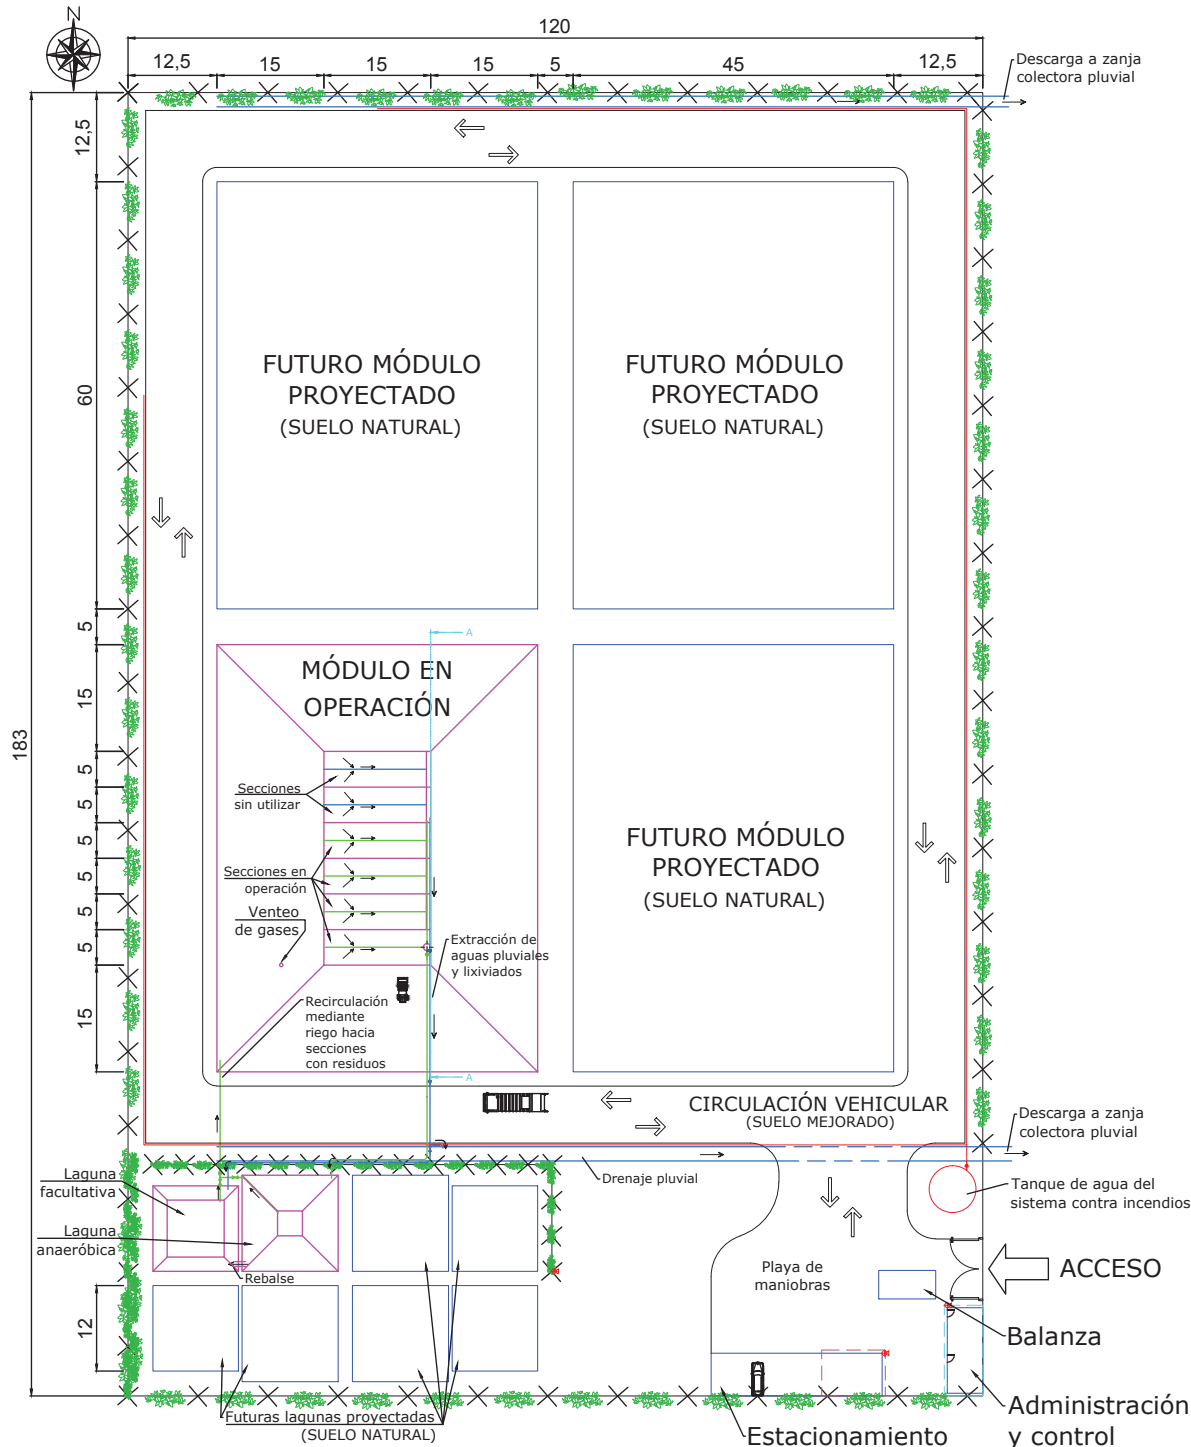 N
120
12,5
15
15
15
5
45
12,5
Descarga a zanja
colectora pluvial
12,5
60
5
15
5
5
5
5
5
5
15
183
12
FUTURO MÓDULO
PROYECTADO
(SUELO NATURAL)
FUTURO MÓDULO
PROYECTADO
(SUELO NATURAL)
A
MÓDULO EN
OPERACIÓN
Secciones
sin utilizar
Secciones en
operación
Venteo
de gases
Extracción de
aguas pluviales
y lixiviados
Recirculación
mediante
riego hacia
secciones
con residuos
A
FUTURO MÓDULO
PROYECTADO
(SUELO NATURAL)
CIRCULACIÓN VEHICULAR
(SUELO MEJORADO)
Descarga a zanja
colectora pluvial
Drenaje pluvial
Tanque de agua del
sistema contra incendios
Laguna
facultativa
Laguna
anaeróbica
Rebalse
Playa de
maniobras
ACCESO
Balanza
Futuras lagunas proyectadas
(SUELO NATURAL)
Estacionamiento
Administración
y control